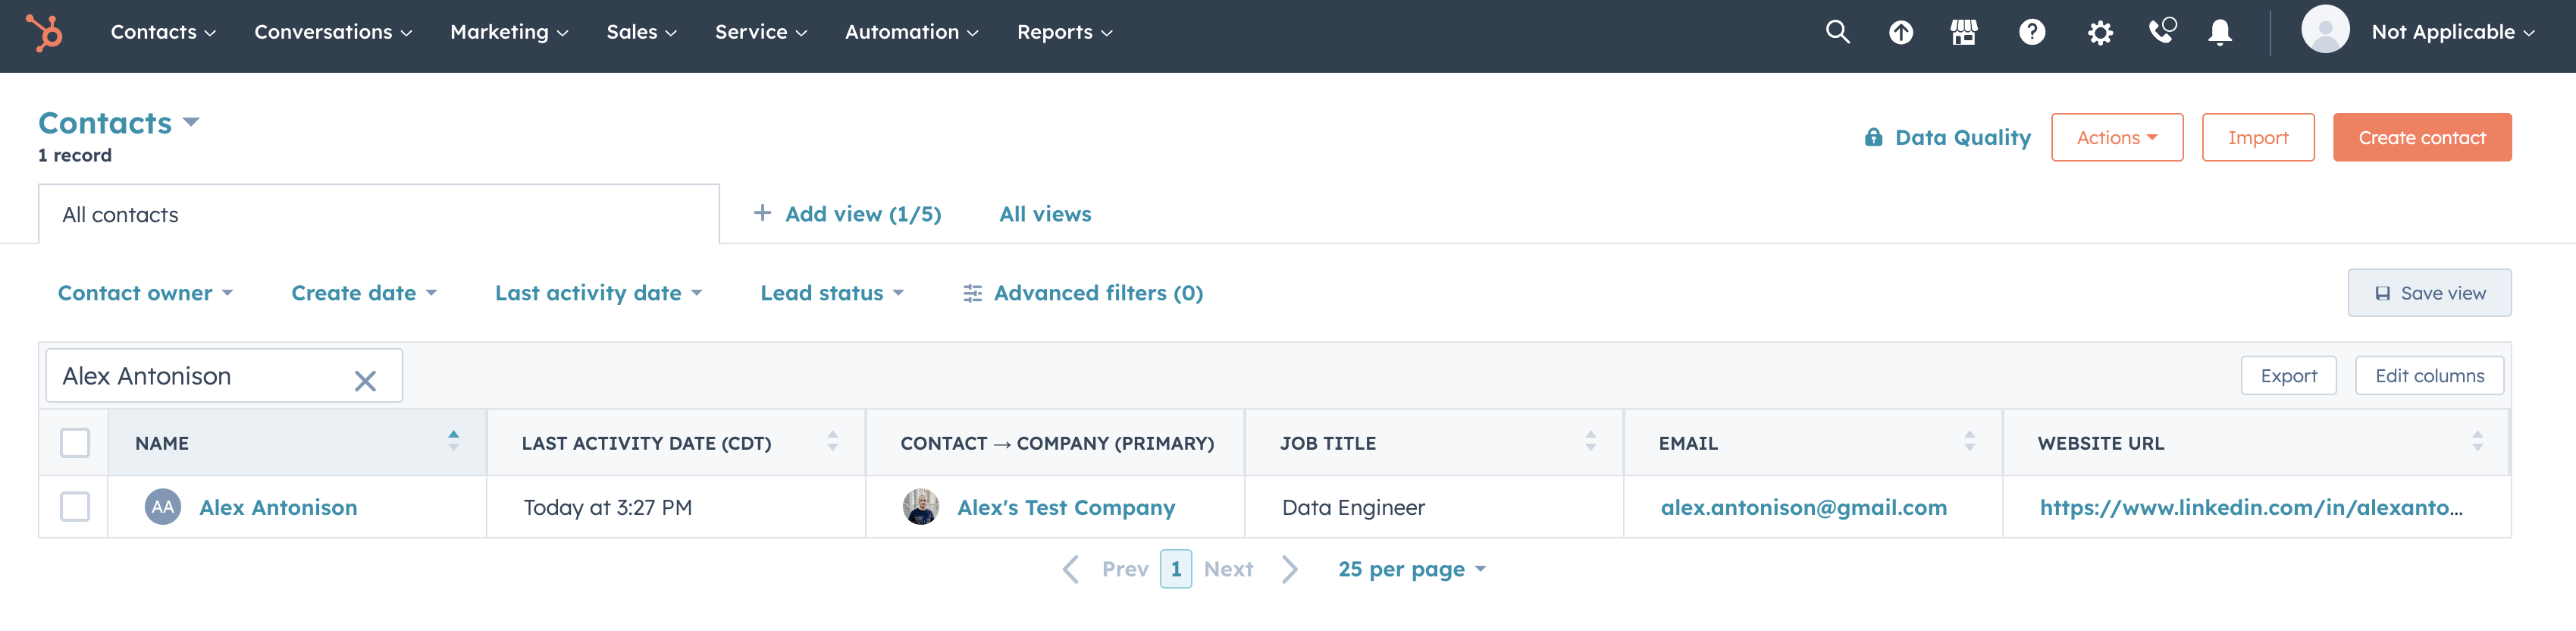 Contacts Conversations Marketing Sales Service Automation Reports Not Applicable
Contacts
1 record
Data Quality Actions Import Create contact
All contacts + Add view (1/5) All views
Contact owner Create date Last activity date Lead status Advanced filters (0) Save view
Alex Antonison Export Edit columns
NAME LAST ACTIVITY DATE (CDT) CONTACT → COMPANY (PRIMARY) JOB TITLE EMAIL WEBSITE URL
AA Alex Antonison Today at 3:27 PM Alex's Test Company Data Engineer alex.antonison@gmail.com https://www.linkedin.com/in/alexanto...
Prev 1 Next 25 per page